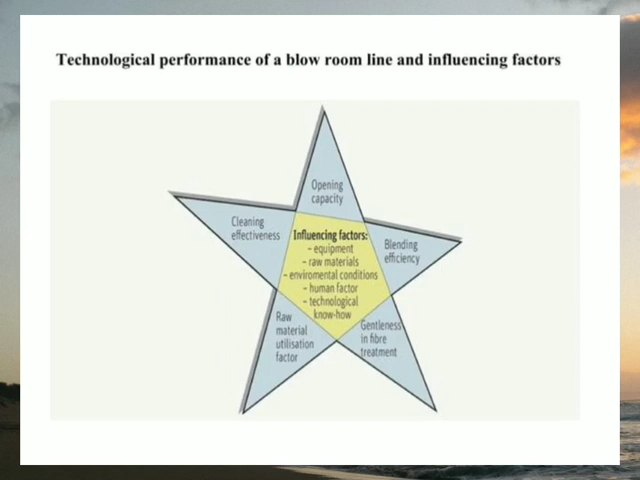 Technological performance of a blow room line and influencing factors
Opening
capacity
Cleaning
effectiveness
Influencing factors:
- equipment
- raw materials
- enviromental conditions
- human factor
- technological
know-how
Blending
efficiency
Raw
material
utilisation
factor
Gentleness
in fibre
treatment